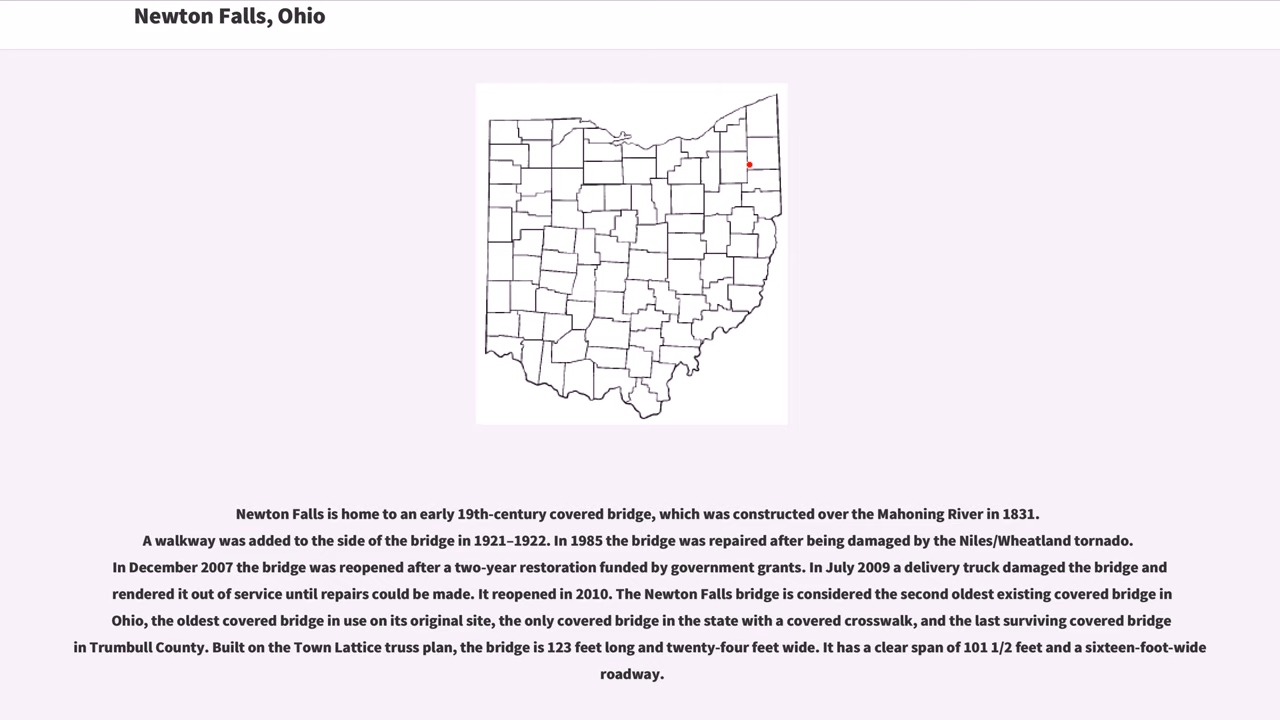 Newton Falls, Ohio
Newton Falls is home to an early 19th-century covered bridge, which was constructed over the Mahoning River in 1831.
A walkway was added to the side of the bridge in 1921–1922. In 1985 the bridge was repaired after being damaged by the Niles/Wheatland tornado.
In December 2007 the bridge was reopened after a two-year restoration funded by government grants. In July 2009 a delivery truck damaged the bridge and
rendered it out of service until repairs could be made. It reopened in 2010. The Newton Falls bridge is considered the second oldest existing covered bridge in
Ohio, the oldest covered bridge in use on its original site, the only covered bridge in the state with a covered crosswalk, and the last surviving covered bridge
in Trumbull County. Built on the Town Lattice truss plan, the bridge is 123 feet long and twenty-four feet wide. It has a clear span of 101 1/2 feet and a sixteen-foot-wide
roadway.